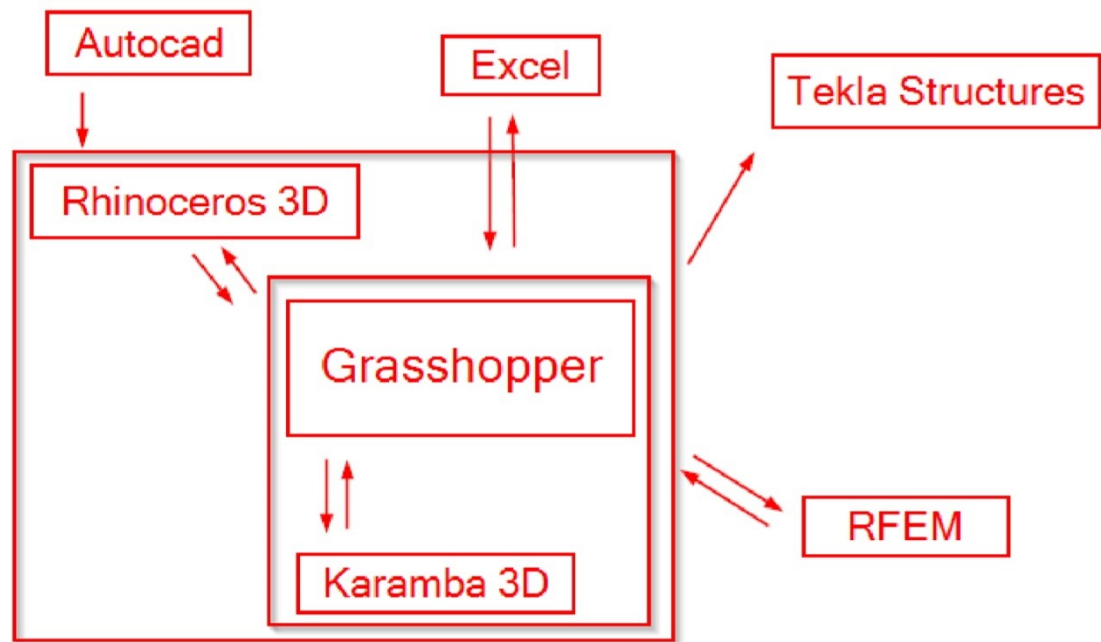 Autocad
Excel
Tekla Structures
Rhinoceros 3D
Grasshopper
RFEM
Karamba 3D